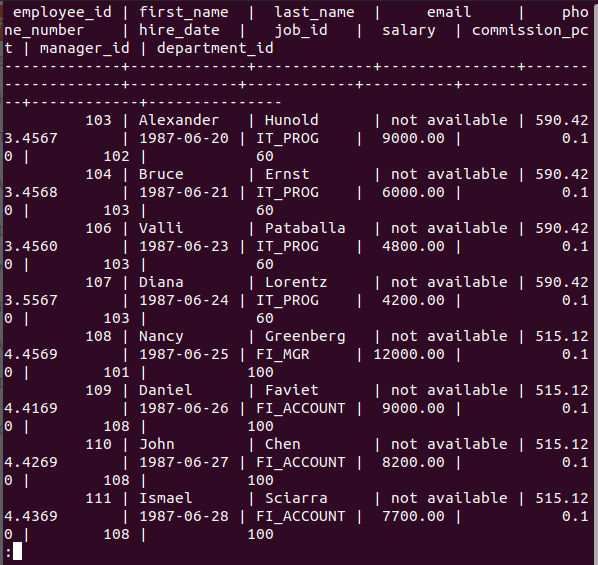 employee_id | first_name  |  last_name  |     email     |    pho
ne_number    | hire_date  |   job_id   |  salary  | commission_pc
t | manager_id | department_id
-------------+-------------+-------------+---------------+-------
-------------+------------+------------+----------+--------------
--+------------+---------------
         103 | Alexander   | Hunold      | not available | 590.42
3.4567       | 1987-06-20 | IT_PROG    |  9000.00 |           0.1
0 |        102 |            60
         104 | Bruce       | Ernst       | not available | 590.42
3.4568       | 1987-06-21 | IT_PROG    |  6000.00 |           0.1
0 |        103 |            60
         106 | Valli       | Pataballa   | not available | 590.42
3.4560       | 1987-06-23 | IT_PROG    |  4800.00 |           0.1
0 |        103 |            60
         107 | Diana       | Lorentz     | not available | 590.42
3.5567       | 1987-06-24 | IT_PROG    |  4200.00 |           0.1
0 |        103 |            60
         108 | Nancy       | Greenberg   | not available | 515.12
4.4569       | 1987-06-25 | FI_MGR     | 12000.00 |           0.1
0 |        101 |           100
         109 | Daniel      | Faviet      | not available | 515.12
4.4169       | 1987-06-26 | FI_ACCOUNT |  9000.00 |           0.1
0 |        108 |           100
         110 | John        | Chen        | not available | 515.12
4.4269       | 1987-06-27 | FI_ACCOUNT |  8200.00 |           0.1
0 |        108 |           100
         111 | Ismael      | Sciarra     | not available | 515.12
4.4369       | 1987-06-28 | FI_ACCOUNT |  7700.00 |           0.1
0 |        108 |           100
: